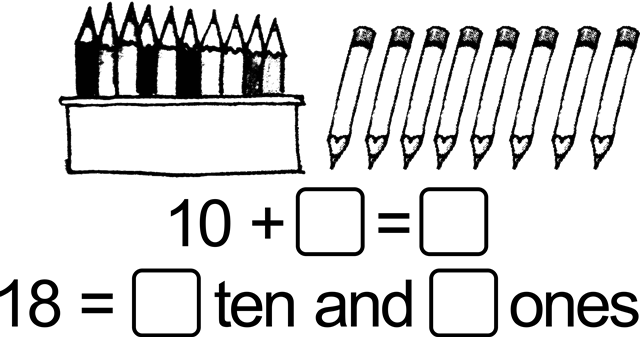 10 + □ = □
18 = □ ten and □ ones